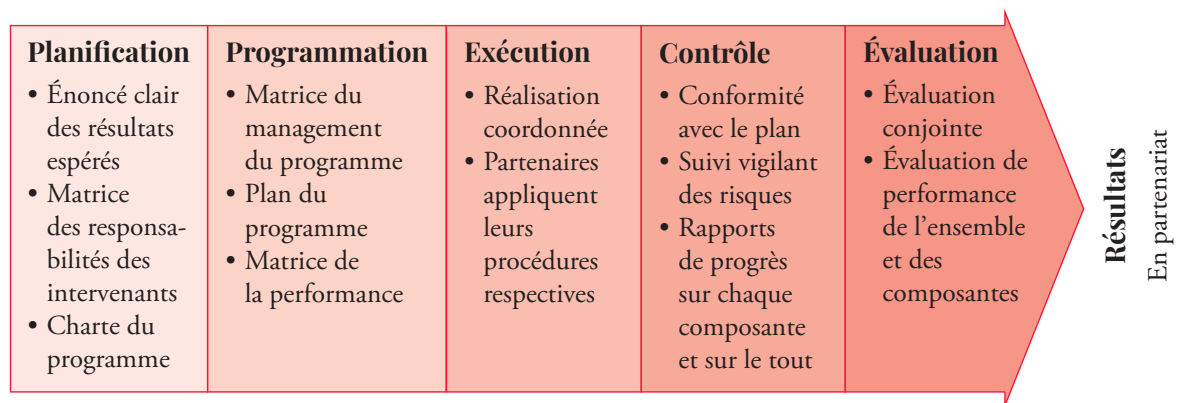 Planification
• Énoncé clair
des résultats
espérés
• Matrice
des responsa-
bilités des
intervenants
• Charte du
programme
Programmation
• Matrice du
management
du programme
• Plan du
programme
• Matrice de
la performance
Exécution
• Réalisation
coordonnée
• Partenaires
appliquent
leurs
procédures
respectives
Contrôle
• Conformité
avec le plan
• Suivi vigilant
des risques
• Rapports
de progrès
sur chaque
composante
et sur le tout
Évaluation
• Évaluation
conjointe
• Évaluation de
performance
de l’ensemble
et des
composantes
Résultats
En partenariat